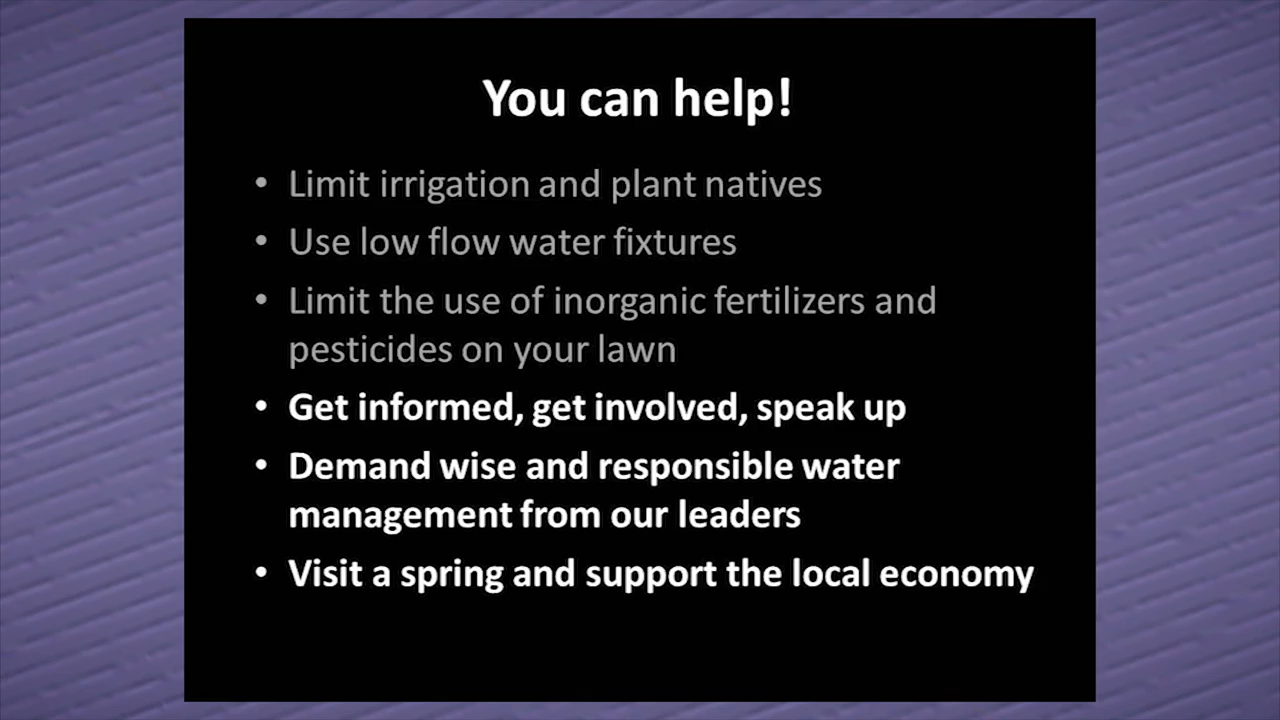 You can help!
• Limit irrigation and plant natives
• Use low flow water fixtures
• Limit the use of inorganic fertilizers and
pesticides on your lawn
• Get informed, get involved, speak up
• Demand wise and responsible water
management from our leaders
• Visit a spring and support the local economy